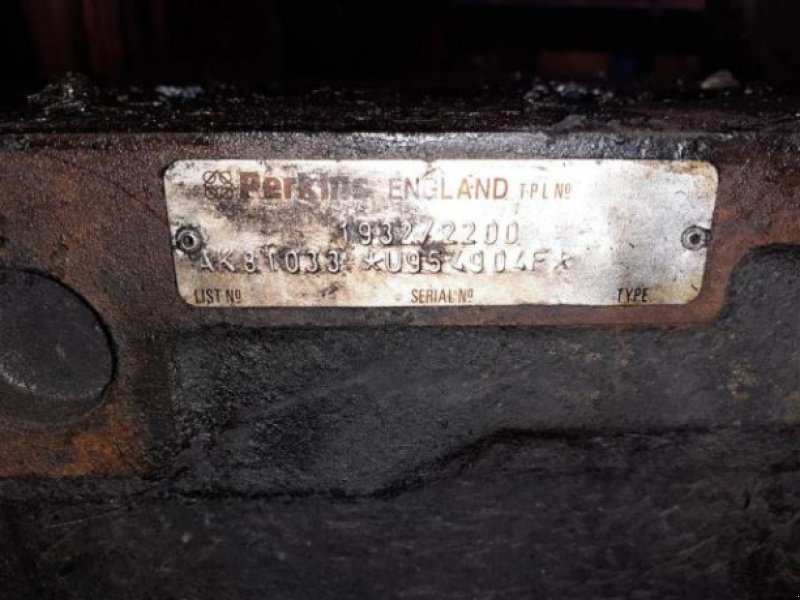 Perkins ENGLAND T·P L Nº
1932/2200
AK81033 *U954904F*
LIST Nº SERIAL Nº TYPE